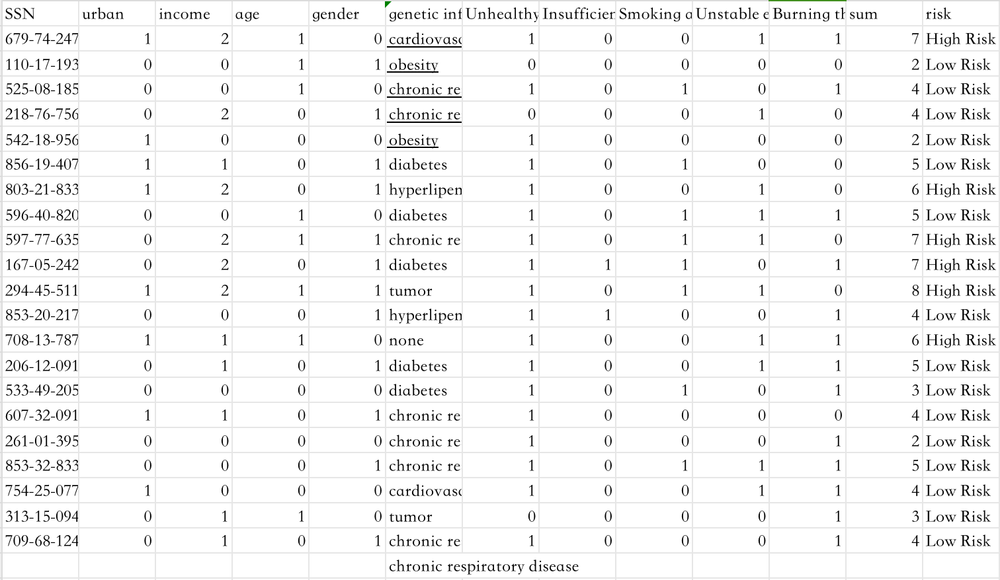 SSN urban income age gender genetic inf Unhealthy Insufficien Smoking a Unstable e Burning th sum risk
679-74-247 1 2 1 0 cardiovasc 1 0 0 1 1 7 High Risk
110-17-193 0 0 1 1 obesity 0 0 0 0 0 2 Low Risk
525-08-185 0 0 1 0 chronic re 1 0 1 0 1 4 Low Risk
218-76-756 0 2 0 1 chronic re 0 0 0 1 0 4 Low Risk
542-18-956 1 0 0 0 obesity 1 0 0 0 0 2 Low Risk
856-19-407 1 1 0 1 diabetes 1 0 1 0 0 5 Low Risk
803-21-833 1 2 0 1 hyperlipem 1 0 0 1 0 6 High Risk
596-40-820 0 0 1 0 diabetes 1 0 1 1 1 5 Low Risk
597-77-635 0 2 1 1 chronic re 1 0 1 1 0 7 High Risk
167-05-242 0 2 0 1 diabetes 1 1 1 0 1 7 High Risk
294-45-511 1 2 1 1 tumor 1 0 1 1 0 8 High Risk
853-20-217 0 0 0 1 hyperlipem 1 1 0 0 1 4 Low Risk
708-13-787 1 1 1 0 none 1 0 0 1 1 6 High Risk
206-12-091 0 1 0 1 diabetes 1 0 0 1 1 5 Low Risk
533-49-205 0 0 0 0 diabetes 1 0 1 0 1 3 Low Risk
607-32-091 1 1 0 1 chronic re 1 0 0 0 0 4 Low Risk
261-01-395 0 0 0 0 chronic re 1 0 0 0 1 2 Low Risk
853-32-833 0 0 0 1 chronic re 1 0 1 1 1 5 Low Risk
754-25-077 1 0 0 0 cardiovasc 1 0 0 1 1 4 Low Risk
313-15-094 0 1 1 0 tumor 0 0 0 0 1 3 Low Risk
709-68-124 0 1 0 1 chronic re 1 0 0 0 1 4 Low Risk
chronic respiratory disease